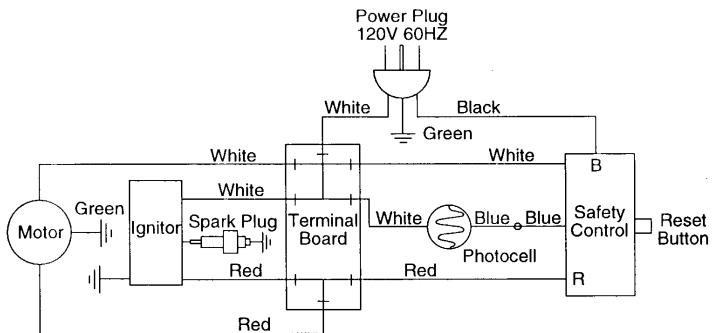 Power Plug
120V 60HZ
White
Black
Green
White
White
B
White
Green
Motor
Ignitor
Spark Plug
Terminal
Board
White
Blue
Blue
Photocell
Safety
Control
Reset
Button
Red
Red
R
Red